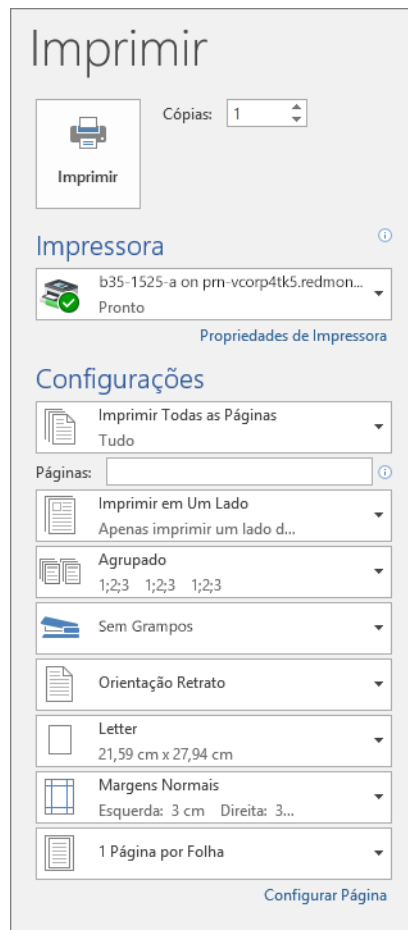 Imprimir
Cópias: 1
Imprimir
Impressora
b35-1525-a on prn-vcorp4tk5.redmon...
Pronto
Propriedades de Impressora
Configurações
Imprimir Todas as Páginas
Tudo
Páginas:
Imprimir em Um Lado
Apenas imprimir um lado d...
Agrupado
1;2;3 1;2;3 1;2;3
Sem Grampos
Orientação Retrato
Letter
21,59 cm x 27,94 cm
Margens Normais
Esquerda: 3 cm Direita: 3...
1 Página por Folha
Configurar Página